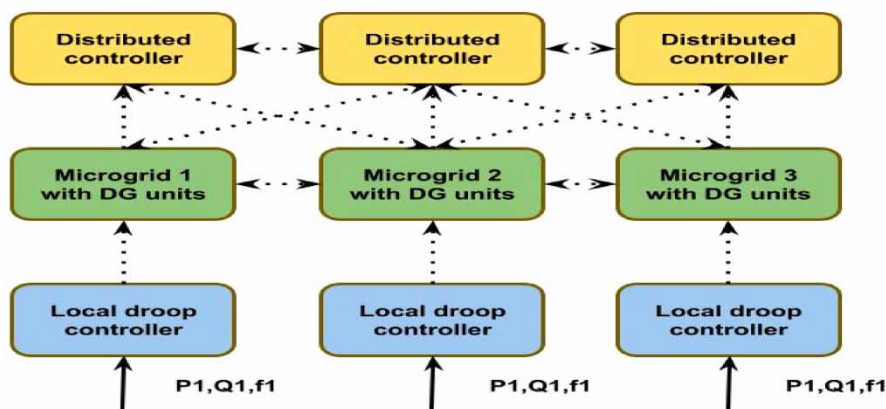 Distributed
controller
Distributed
controller
Distributed
controller
Microgrid 1
with DG units
Microgrid 2
with DG units
Microgrid 3
with DG units
Local droop
controller
Local droop
controller
Local droop
controller
P1,Q1,f1
P1,Q1,f1
P1,Q1,f1